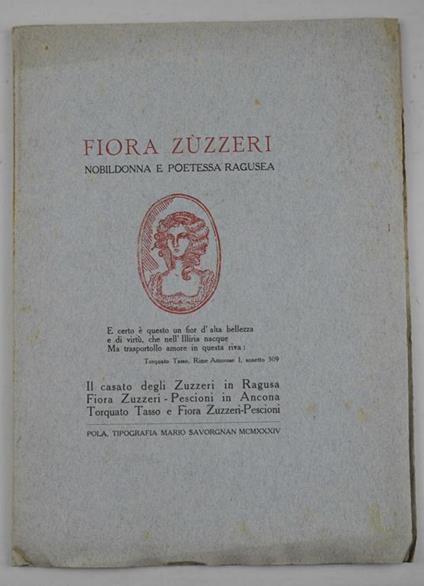 FIORA ZÙZZERI
NOBILDONNA E POETESSA RAGUSEA
E certo è questo un fior d'alta bellezza
e di virtù, che nell'Illiria nacque
Ma trasportollo amore in questa riva:
Torquato Tasso, Rime Amorose I, sonetto 309
Il casato degli Zuzzeri in Ragusa
Fiora Zuzzeri - Pescioni in Ancona
Torquato Tasso e Fiora Zuzzeri-Pescioni
POLA, TIPOGRAFIA MARIO SAVORGNAN MCMXXXIV